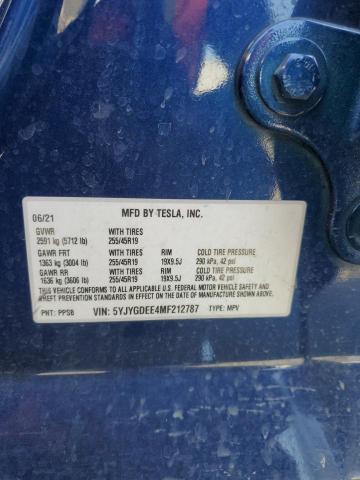 06/21 MFD BY TESLA, INC.
GVWR WITH TIRES
2591 kg (5712 lb) 255/45R19
GAWR FRT WITH TIRES RIM COLD TIRE PRESSURE
1363 kg (3004 lb) 255/45R19 19X9.5J 290 kPa, 42 psi
GAWR RR WITH TIRES RIM COLD TIRE PRESSURE
1636 kg (3606 lb) 255/45R19 19X9.5J 290 kPa, 42 psi
THIS VEHICLE CONFORMS TO ALL APPLICABLE U.S. FEDERAL MOTOR VEHICLE SAFETY AND
THEFT PREVENTION STANDARDS IN EFFECT ON THE DATE OF MANUFACTURE SHOWN ABOVE.
PNT: PPSB VIN: 5YJYGDEE4MF212787 TYPE: MPV